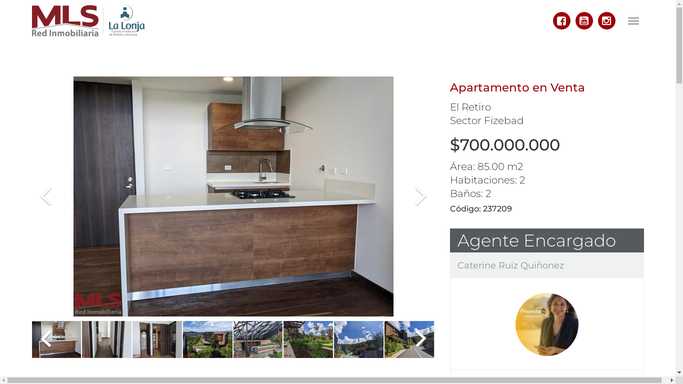 MLS
Red Inmobiliaria
La Lonja
Apartamento en Venta
El Retiro
Sector Fizebad
$700.000.000
Área: 85.00 m2
Habitaciones: 2
Baños: 2
Código: 237209
Agente Encargado
Caterine Ruiz Quiñonez
MLS
Red Inmobiliaria